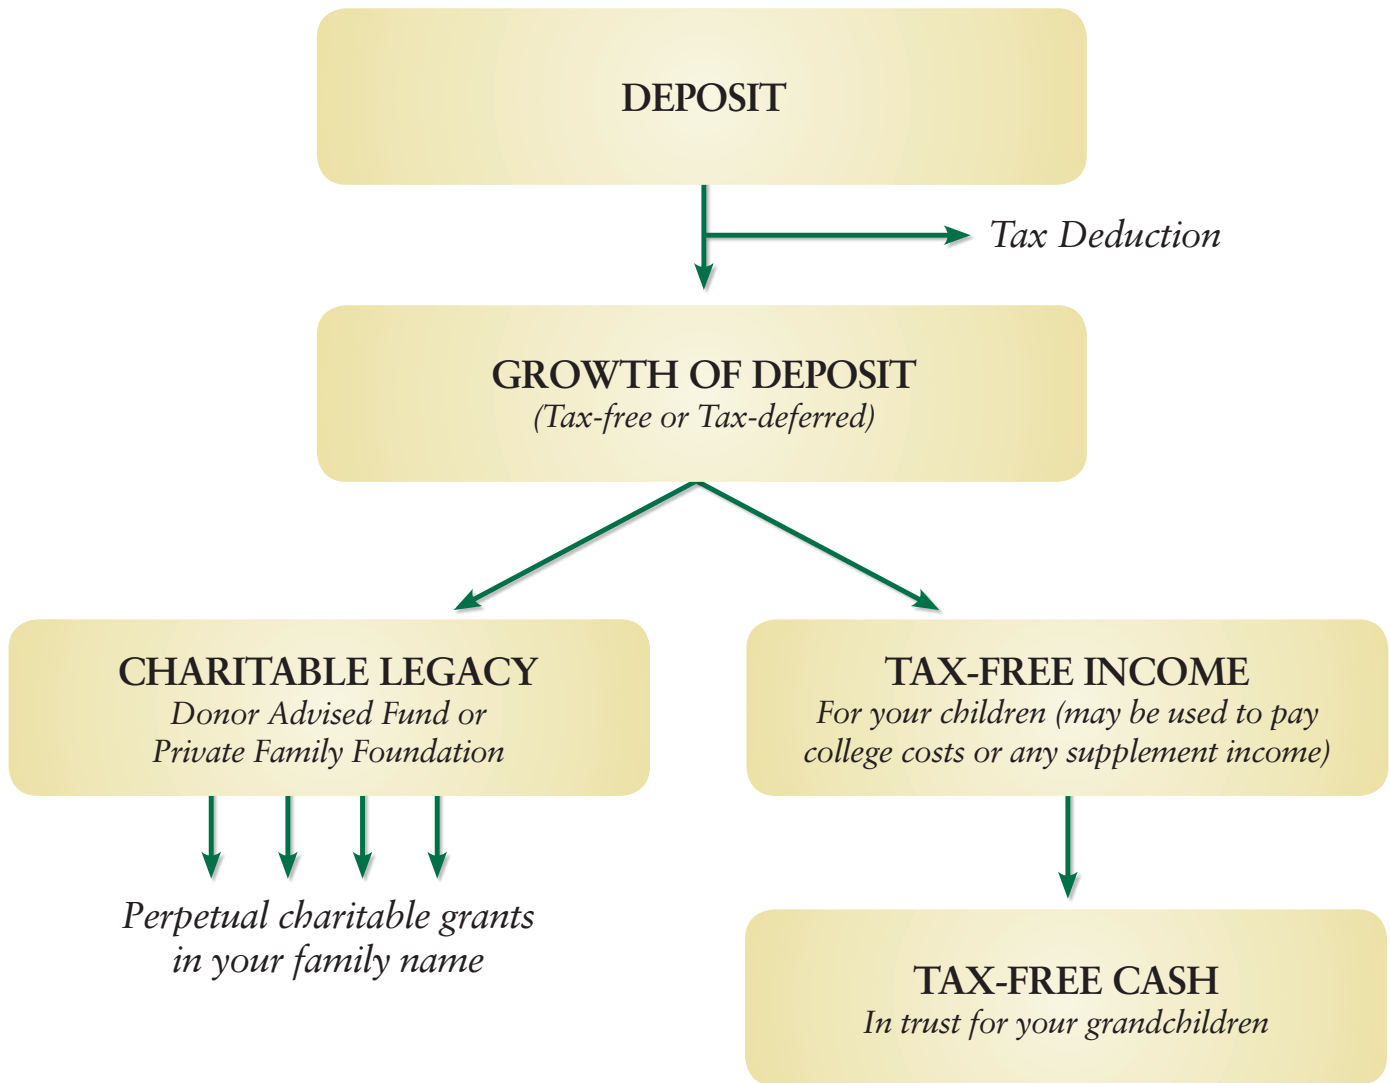 DEPOSIT
Tax Deduction
GROWTH OF DEPOSIT
(Tax-free or Tax-deferred)
CHARITABLE LEGACY
Donor Advised Fund or
Private Family Foundation
TAX-FREE INCOME
For your children (may be used to pay
college costs or any supplement income)
Perpetual charitable grants
in your family name
TAX-FREE CASH
In trust for your grandchildren